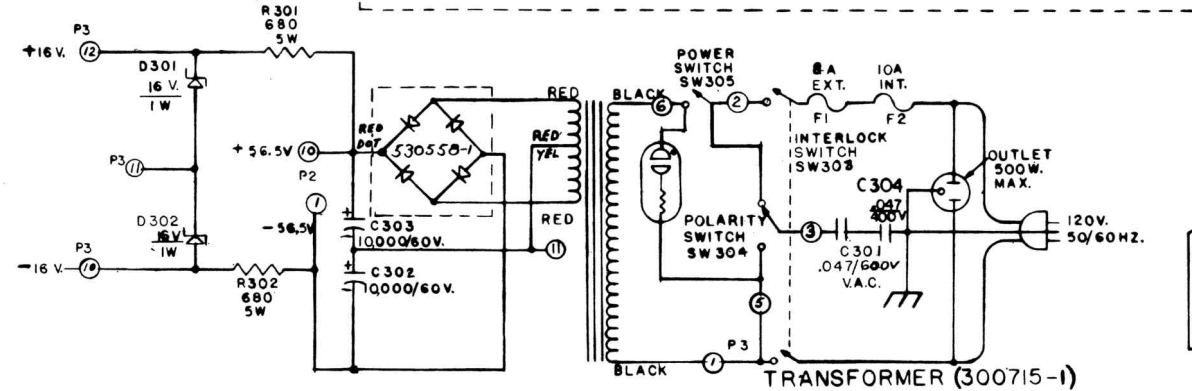 R301
680
5W
P3
+16 V.
12
D301
16 V.
1W
P3
11
+56.5V
10
P2
1
-56.5V
RED
DOT
530558-1
RED
RED
YEL
RED
11
C303
10,000/60V.
C302
10,000/60V.
D302
16V
1W
P3
-16 V.
R302
680
5W
BLACK
6
POWER
SWITCH
SW305
2
8A
EXT.
F1
10A
INT.
F2
INTERLOCK
SWITCH
SW303
OUTLET
500W.
MAX.
C304
.047
400V
POLARITY
SWITCH
SW304
3
C301
.047/600V
V.A.C.
120V.
50/60HZ.
5
P3
1
BLACK
TRANSFORMER (300715-1)